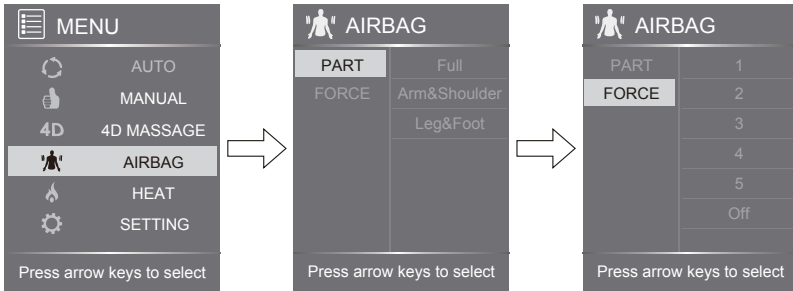 MENU
AUTO
MANUAL
4D 4D MASSAGE
AIRBAG
HEAT
SETTING
Press arrow keys to select
AIRBAG
PART Full
FORCE Arm&Shoulder
Leg&Foot
Press arrow keys to select
AIRBAG
PART 1
FORCE 2
3
4
5
Off
Press arrow keys to select